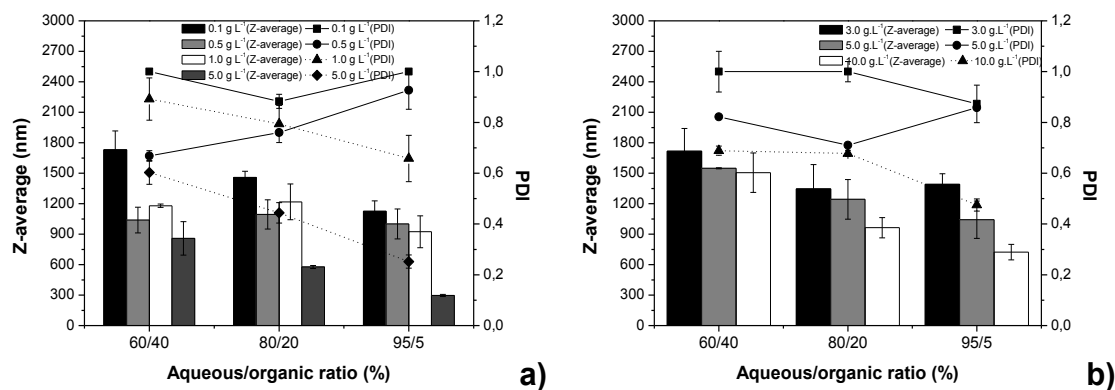 3000
2700
2400
2100
1800
1500
1200
900
600
300
0
Z-average (nm)
0.1 g L⁻¹(Z-average) 0.1 g L⁻¹(PDI)
0.5 g L⁻¹(Z-average) 0.5 g L⁻¹(PDI)
1.0 g L⁻¹(Z-average) 1.0 g L⁻¹(PDI)
5.0 g L⁻¹(Z-average) 5.0 g L⁻¹(PDI)
1,2
1,0
0,8
0,6
0,4
0,2
0,0
PDI
60/40 80/20 95/5
Aqueous/organic ratio (%)
a)
3000
2700
2400
2100
1800
1500
1200
900
600
300
0
Z-average (nm)
3.0 g.L⁻¹(Z-average) 3.0 g L⁻¹(PDI)
5.0 g.L⁻¹(Z-average) 5.0 g L⁻¹(PDI)
10.0 g.L⁻¹(Z-average) 10.0 g L⁻¹(PDI)
1,2
1,0
0,8
0,6
0,4
0,2
0,0
PDI
60/40 80/20 95/5
Aqueous/organic ratio (%)
b)